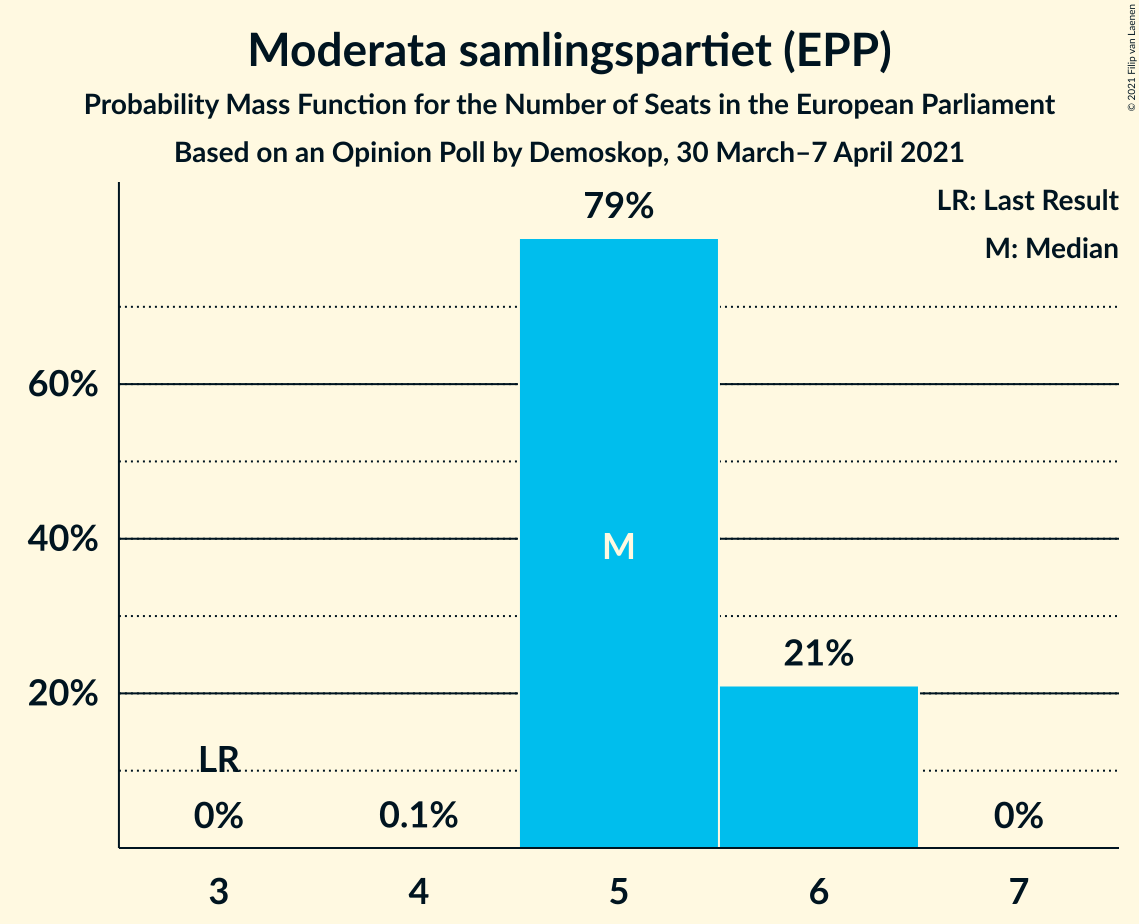 Moderata samlingspartiet (EPP)
Probability Mass Function for the Number of Seats in the European Parliament
Based on an Opinion Poll by Demoskop, 30 March–7 April 2021
© 2021 Filip van Laenen
LR: Last Result
M: Median
79%
60%
40%
M
21%
20%
LR
0%
0.1%
0%
3
4
5
6
7